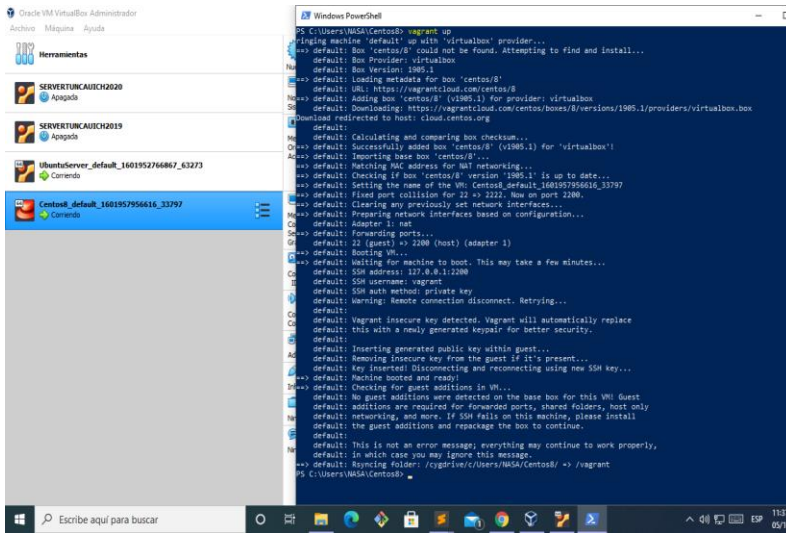 Oracle VM VirtualBox Administrador
Archivo Máquina Ayuda
Herramientas
SERVERTUNCAUICH2020
Apagada
SERVERTUNCAUICH2019
Apagada
UbuntuServer_default_1601952766867_63273
Corriendo
Centos8_default_1601957956616_33797
Corriendo
Windows PowerShell
PS C:\Users\NASA\Centos8> vagrant up
ringing machine 'default' up with 'virtualbox' provider...
==> default: Box 'centos/8' could not be found. Attempting to find and install...
default: Box Provider: virtualbox
default: Box Version: 1905.1
==> default: Loading metadata for box 'centos/8'
default: URL: https://vagrantcloud.com/centos/8
==> default: Adding box 'centos/8' (v1905.1) for provider: virtualbox
default: Downloading: https://vagrantcloud.com/centos/boxes/8/versions/1905.1/providers/virtualbox.box
Download redirected to host: cloud.centos.org
default:
default: Calculating and comparing box checksum...
==> default: Successfully added box 'centos/8' (v1905.1) for 'virtualbox'!
==> default: Importing base box 'centos/8'...
==> default: Matching MAC address for NAT networking...
==> default: Checking if box 'centos/8' version '1905.1' is up to date...
==> default: Setting the name of the VM: Centos8_default_1601957956616_33797
==> default: Fixed port collision for 22 => 2222. Now on port 2200.
==> default: Clearing any previously set network interfaces...
==> default: Preparing network interfaces based on configuration...
default: Adapter 1: nat
==> default: Forwarding ports...
default: 22 (guest) => 2200 (host) (adapter 1)
==> default: Booting VM...
==> default: Waiting for machine to boot. This may take a few minutes...
default: SSH address: 127.0.0.1:2200
default: SSH username: vagrant
default: SSH auth method: private key
default: Warning: Remote connection disconnect. Retrying...
default:
default: Vagrant insecure key detected. Vagrant will automatically replace
default: this with a newly generated keypair for better security.
default:
default: Inserting generated public key within guest...
default: Removing insecure key from the guest if it's present...
default: Key inserted! Disconnecting and reconnecting using new SSH key...
==> default: Machine booted and ready!
==> default: Checking for guest additions in VM...
default: No guest additions were detected on the base box for this VM! Guest
default: additions are required for forwarded ports, shared folders, host only
default: networking, and more. If SSH fails on this machine, please install
default: the guest additions and repackage the box to continue.
default:
default: This is not an error message; everything may continue to work properly,
default: in which case you may ignore this message.
==> default: Rsyncing folder: /cygdrive/c/Users/NASA/Centos8/ => /vagrant
PS C:\Users\NASA\Centos8>
Escribe aquí para buscar
ESP